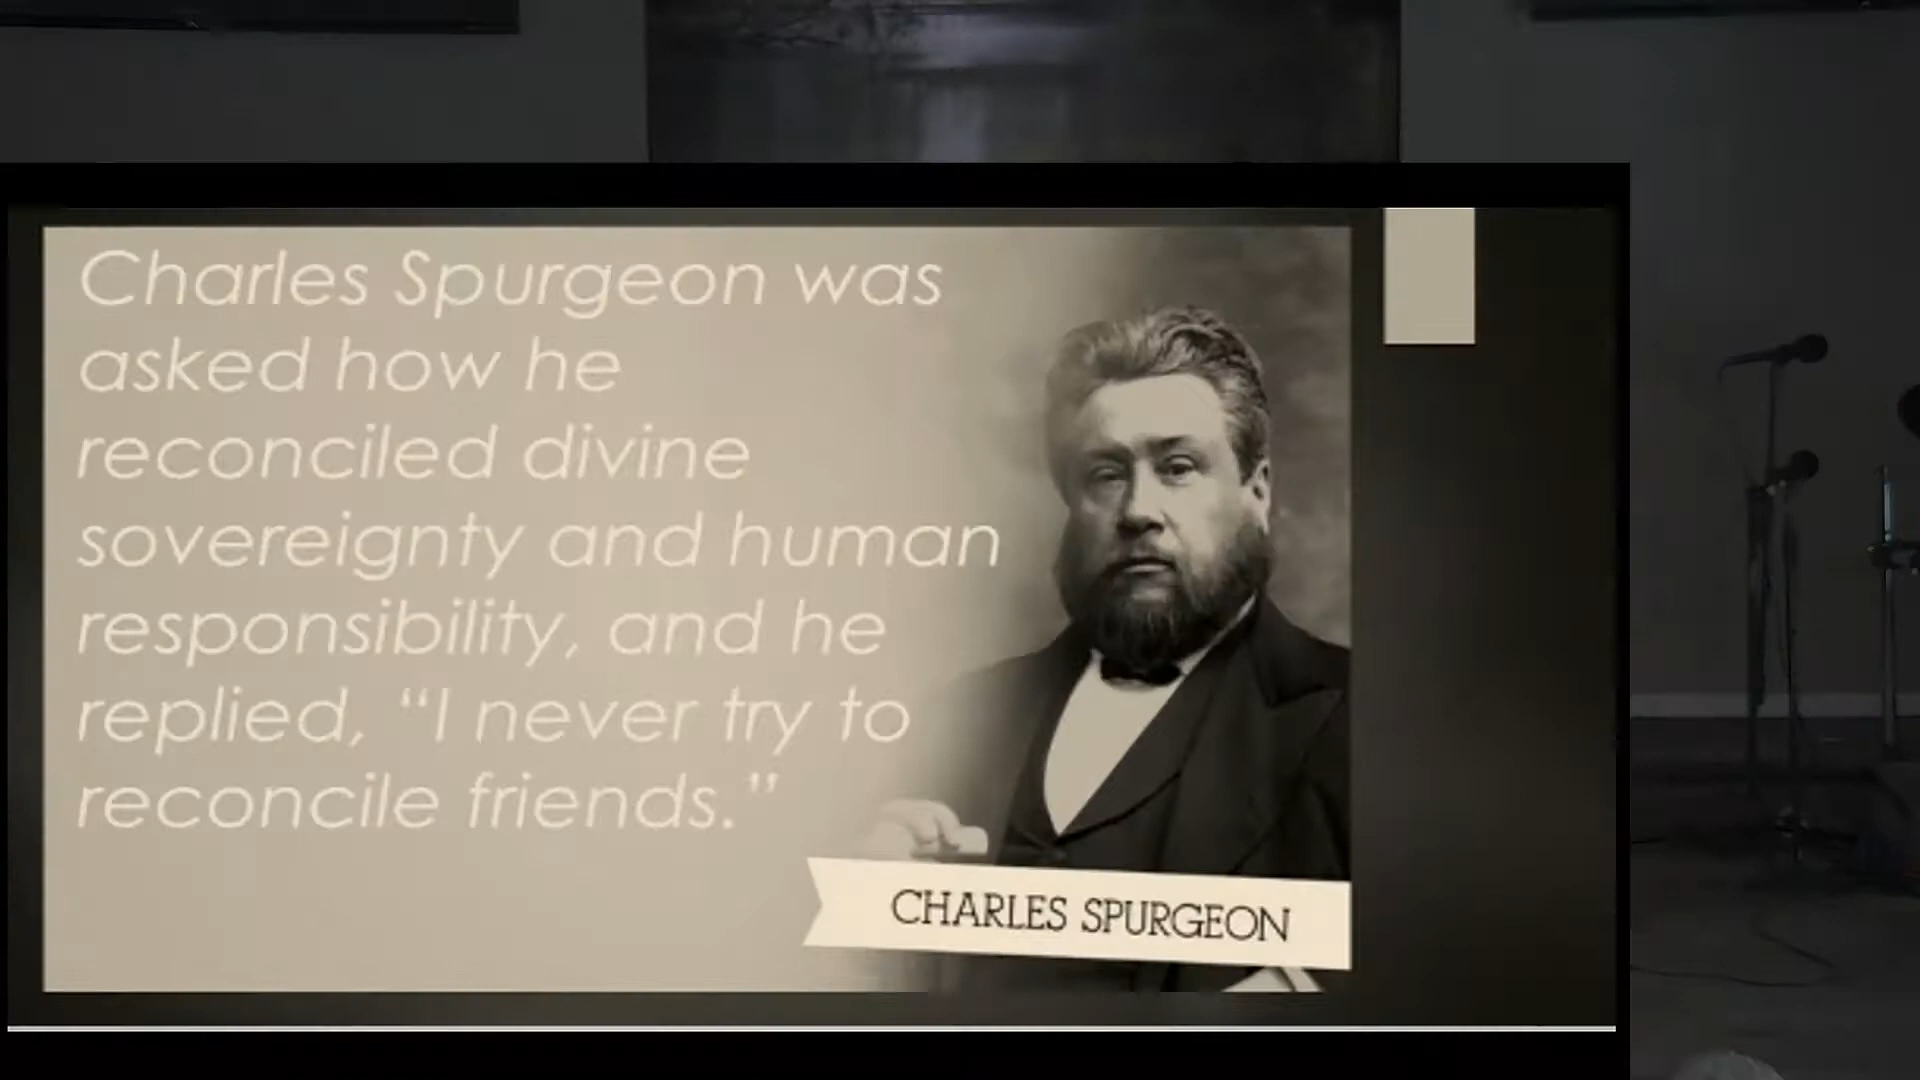 Charles Spurgeon was
asked how he
reconciled divine
sovereignty and human
responsibility, and he
replied, “I never try to
reconcile friends.”
CHARLES SPURGEON